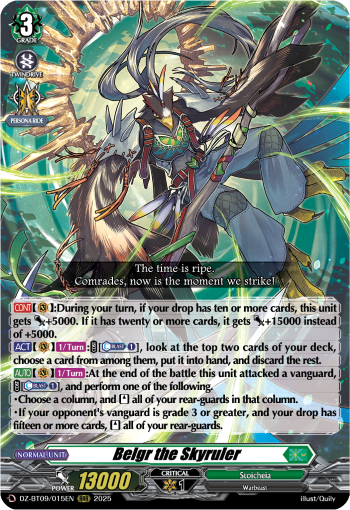 3
GRADE
TWINDRIVE
PERSONA RIDE
The time is ripe.
Comrades, now is the moment we strike!
CONT【】:During your turn, if your drop has ten or more cards, this unit
gets +5000. If it has twenty or more cards, it gets +15000 instead
of +5000.
ACT【】1/Turn:[BLAST 1], look at the top two cards of your deck,
choose a card from among them, put it into hand, and discard the rest.
AUTO【】1/Turn:At the end of the battle this unit attacked a vanguard,
[BLAST 1], and perform one of the following.
・Choose a column, and all of your rear-guards in that column.
・If your opponent's vanguard is grade 3 or greater, and your drop has
fifteen or more cards, all of your rear-guards.
NORMAL UNIT
Belgr the Skyruler
POWER 13000
CRITICAL
1
Stoicheia
Warbeast
DZ-BT09/015EN RRR 2025
illust/Quily